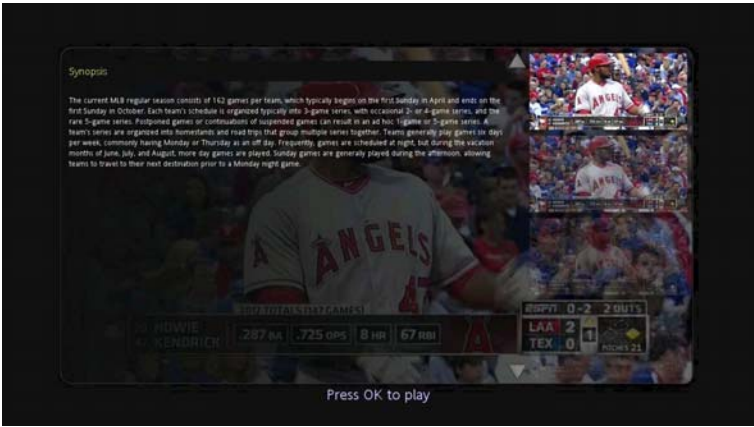 Synopsis
The current MLB regular season consists of 162 games per team, which typically begins on the first Sunday in April and ends on the
first Sunday in October. Each team's schedule is organized typically into 3-game series, with occasional 2- or 4-game series, and the
rare 5-game series. Postponed games or continuations of suspended games can result in an ad hoc 1-game or 5-game series. A
team's series are organized into homestands and road trips that group multiple series together. Teams generally play games six days
per week, commonly having Monday or Thursday as an off day. Frequently, games are scheduled at night, but during the vacation
months of June, July, and August, more day games are played. Sunday games are generally played during the afternoon, allowing
teams to travel to their next destination prior to a Monday night game.
ANGELS
ANGELS
A ANGELS
47
2012 TOTALS (147 GAMES)
HOWIE
KENDRICK
.287 BA .725 OPS 8 HR 67 RBI
A
ESPN 0-2 2 OUTS
LAA 2
TEX 0
1
PITCHES 21
Press OK to play